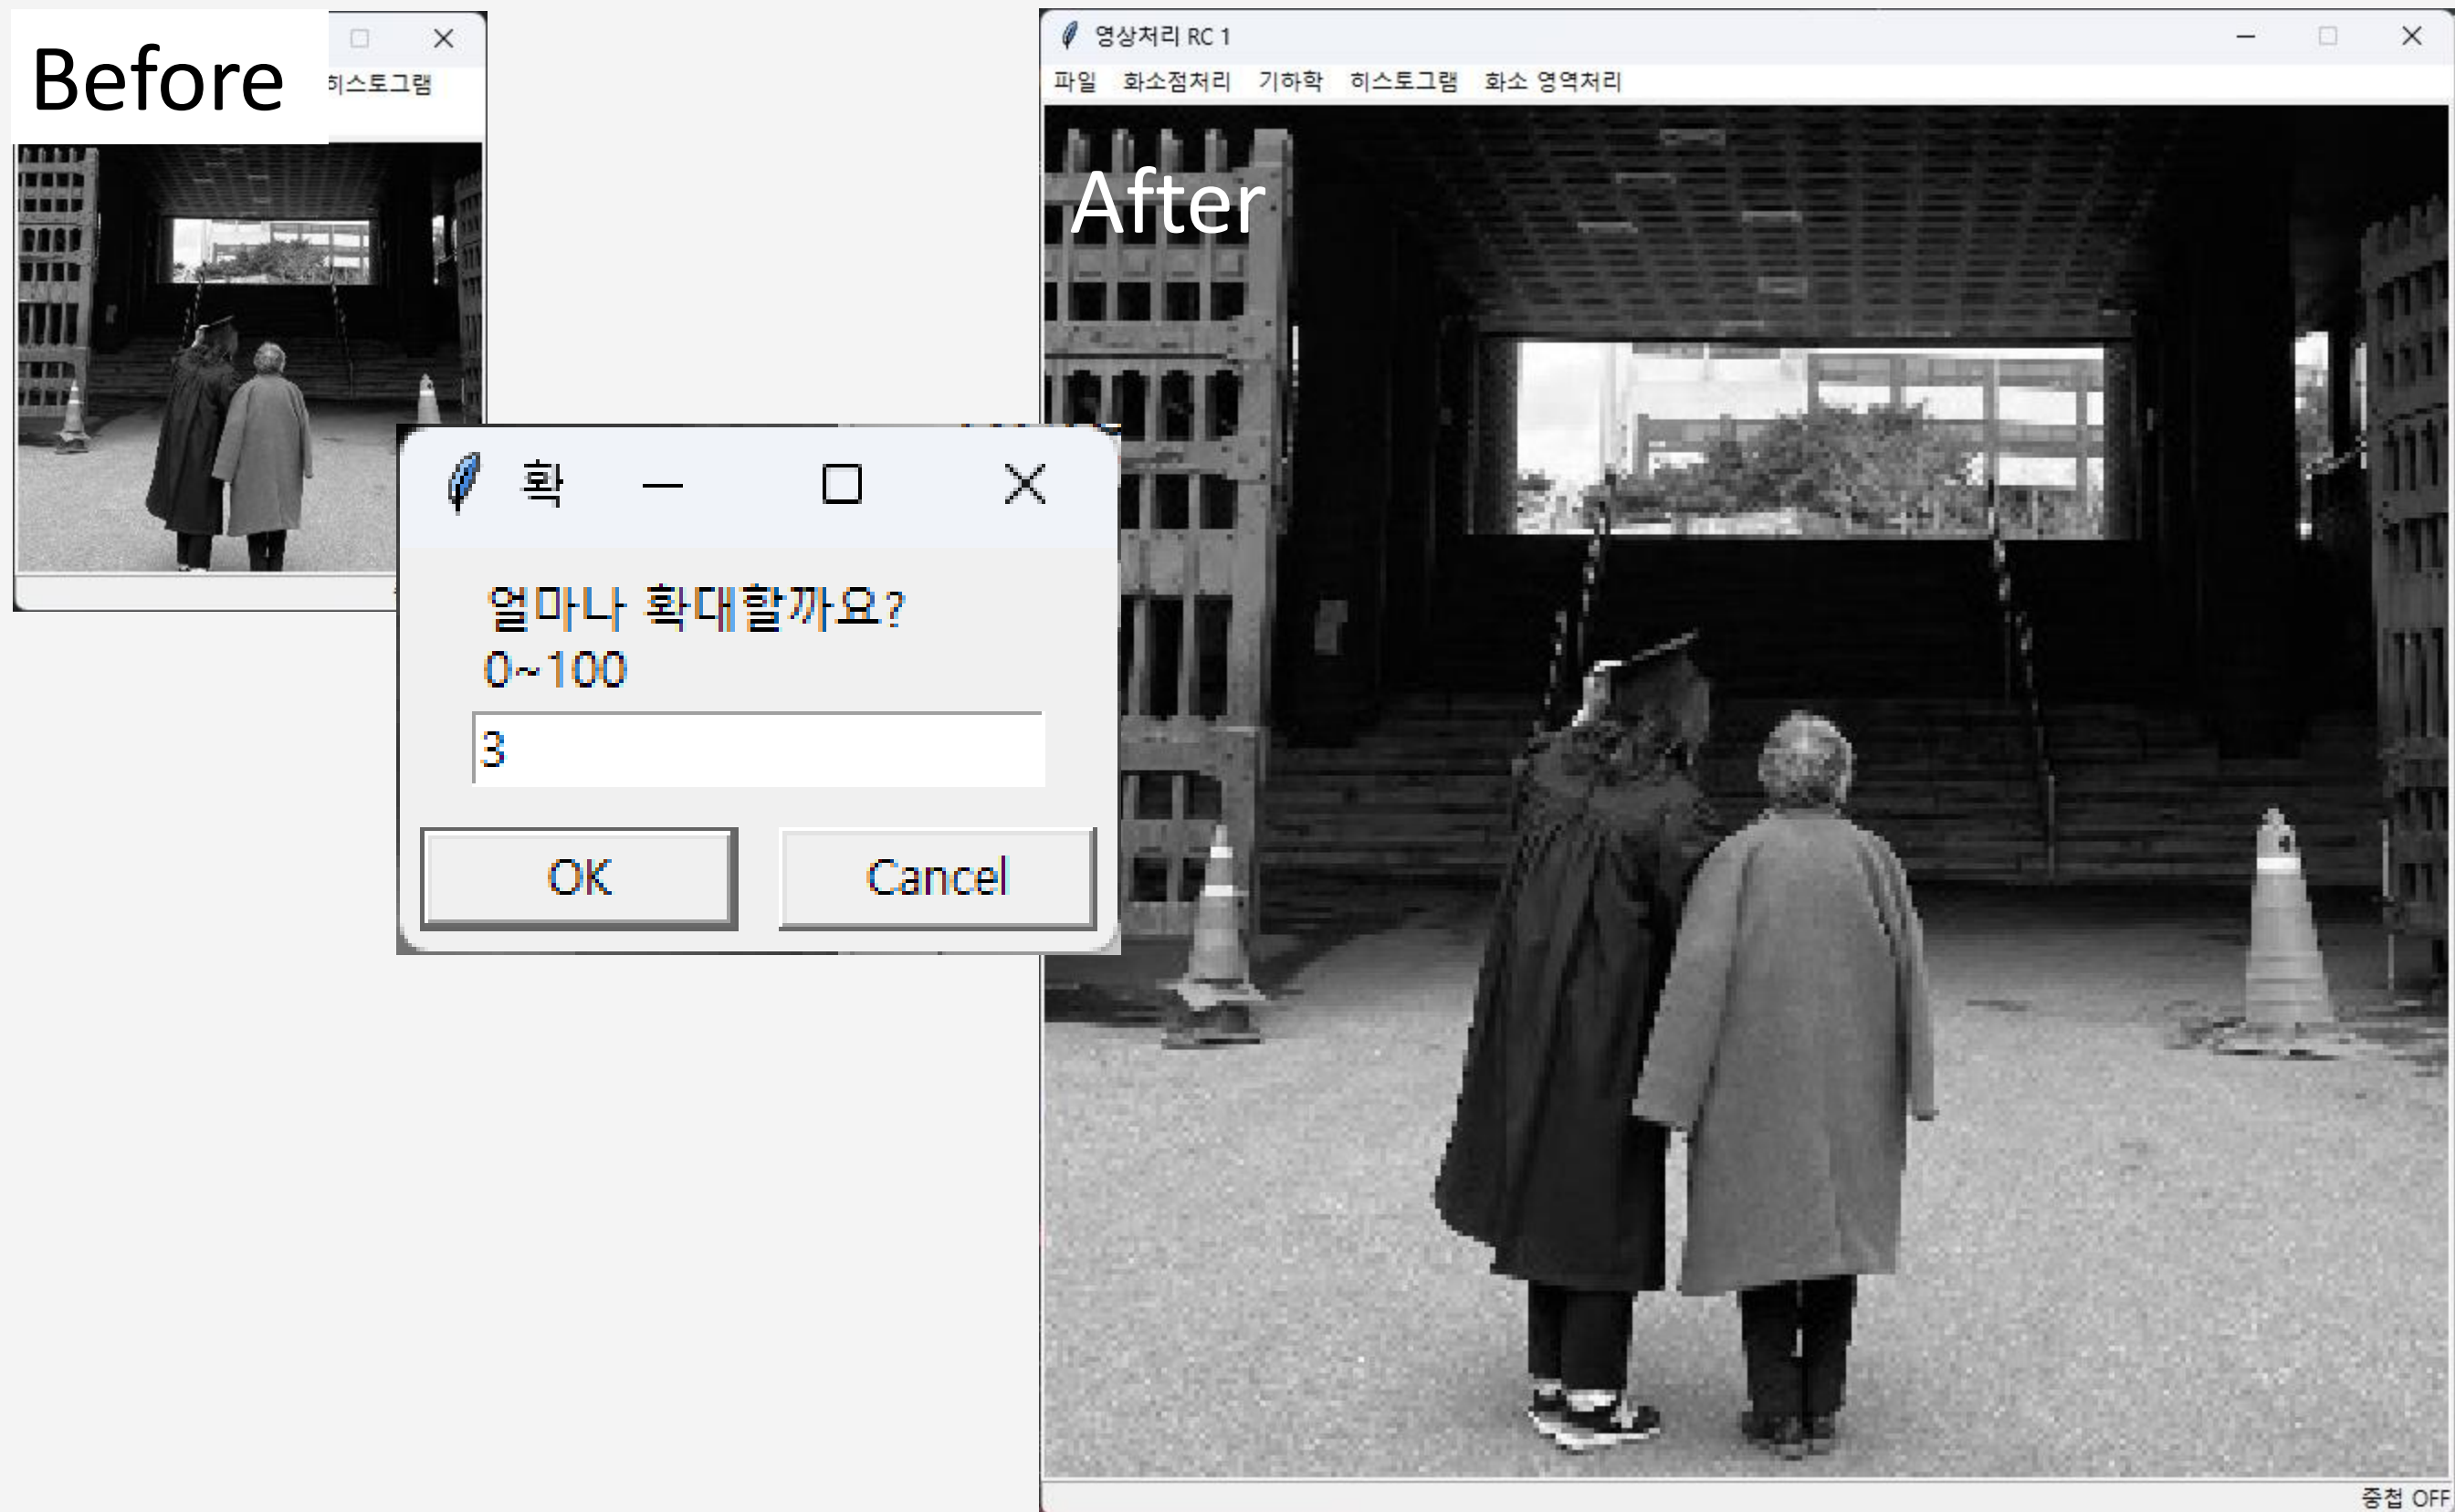 Before
히스토그램
영상처리 RC 1
파일 화소점처리 기하학 히스토그램 화소 영역처리
After
확
얼마나 확대할까요?
0~100
3
OK Cancel
중첩 OFF